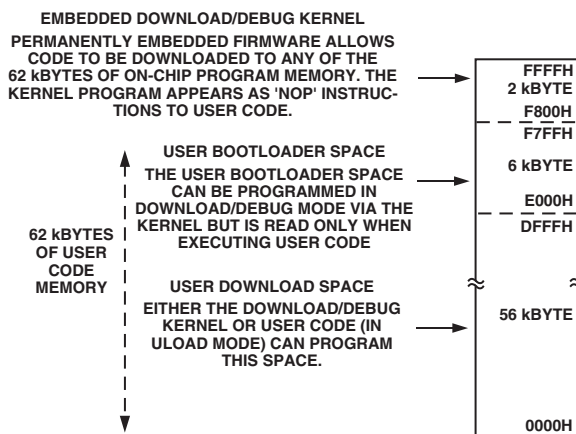 EMBEDDED DOWNLOAD/DEBUG KERNEL
PERMANENTLY EMBEDDED FIRMWARE ALLOWS
CODE TO BE DOWNLOADED TO ANY OF THE
62 kBYTES OF ON-CHIP PROGRAM MEMORY. THE
KERNEL PROGRAM APPEARS AS 'NOP' INSTRUC-
TIONS TO USER CODE.
FFFFH
2 kBYTE
F800H
F7FFH
USER BOOTLOADER SPACE
THE USER BOOTLOADER SPACE
CAN BE PROGRAMMED IN
DOWNLOAD/DEBUG MODE VIA THE
KERNEL BUT IS READ ONLY WHEN
EXECUTING USER CODE
6 kBYTE
E000H
DFFFH
62 kBYTES
OF USER
CODE
MEMORY
USER DOWNLOAD SPACE
EITHER THE DOWNLOAD/DEBUG
KERNEL OR USER CODE (IN
ULOAD MODE) CAN PROGRAM
THIS SPACE.
56 kBYTE
0000H